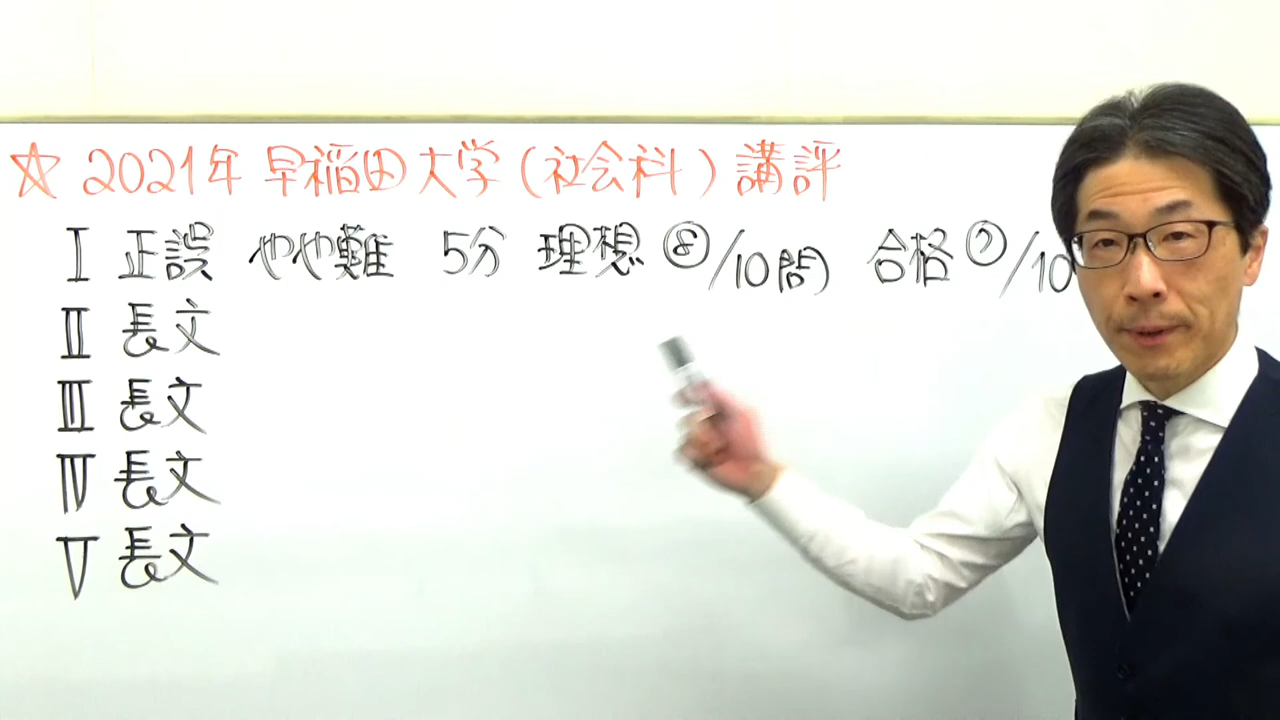 ☆ 2021年 早稲田大学 (社会科) 講評
Ⅰ 正誤 やや難 5分 理想 ⑧/10問 合格 ⑦/10
Ⅱ 長文
Ⅲ 長文
Ⅳ 長文
Ⅴ 長文